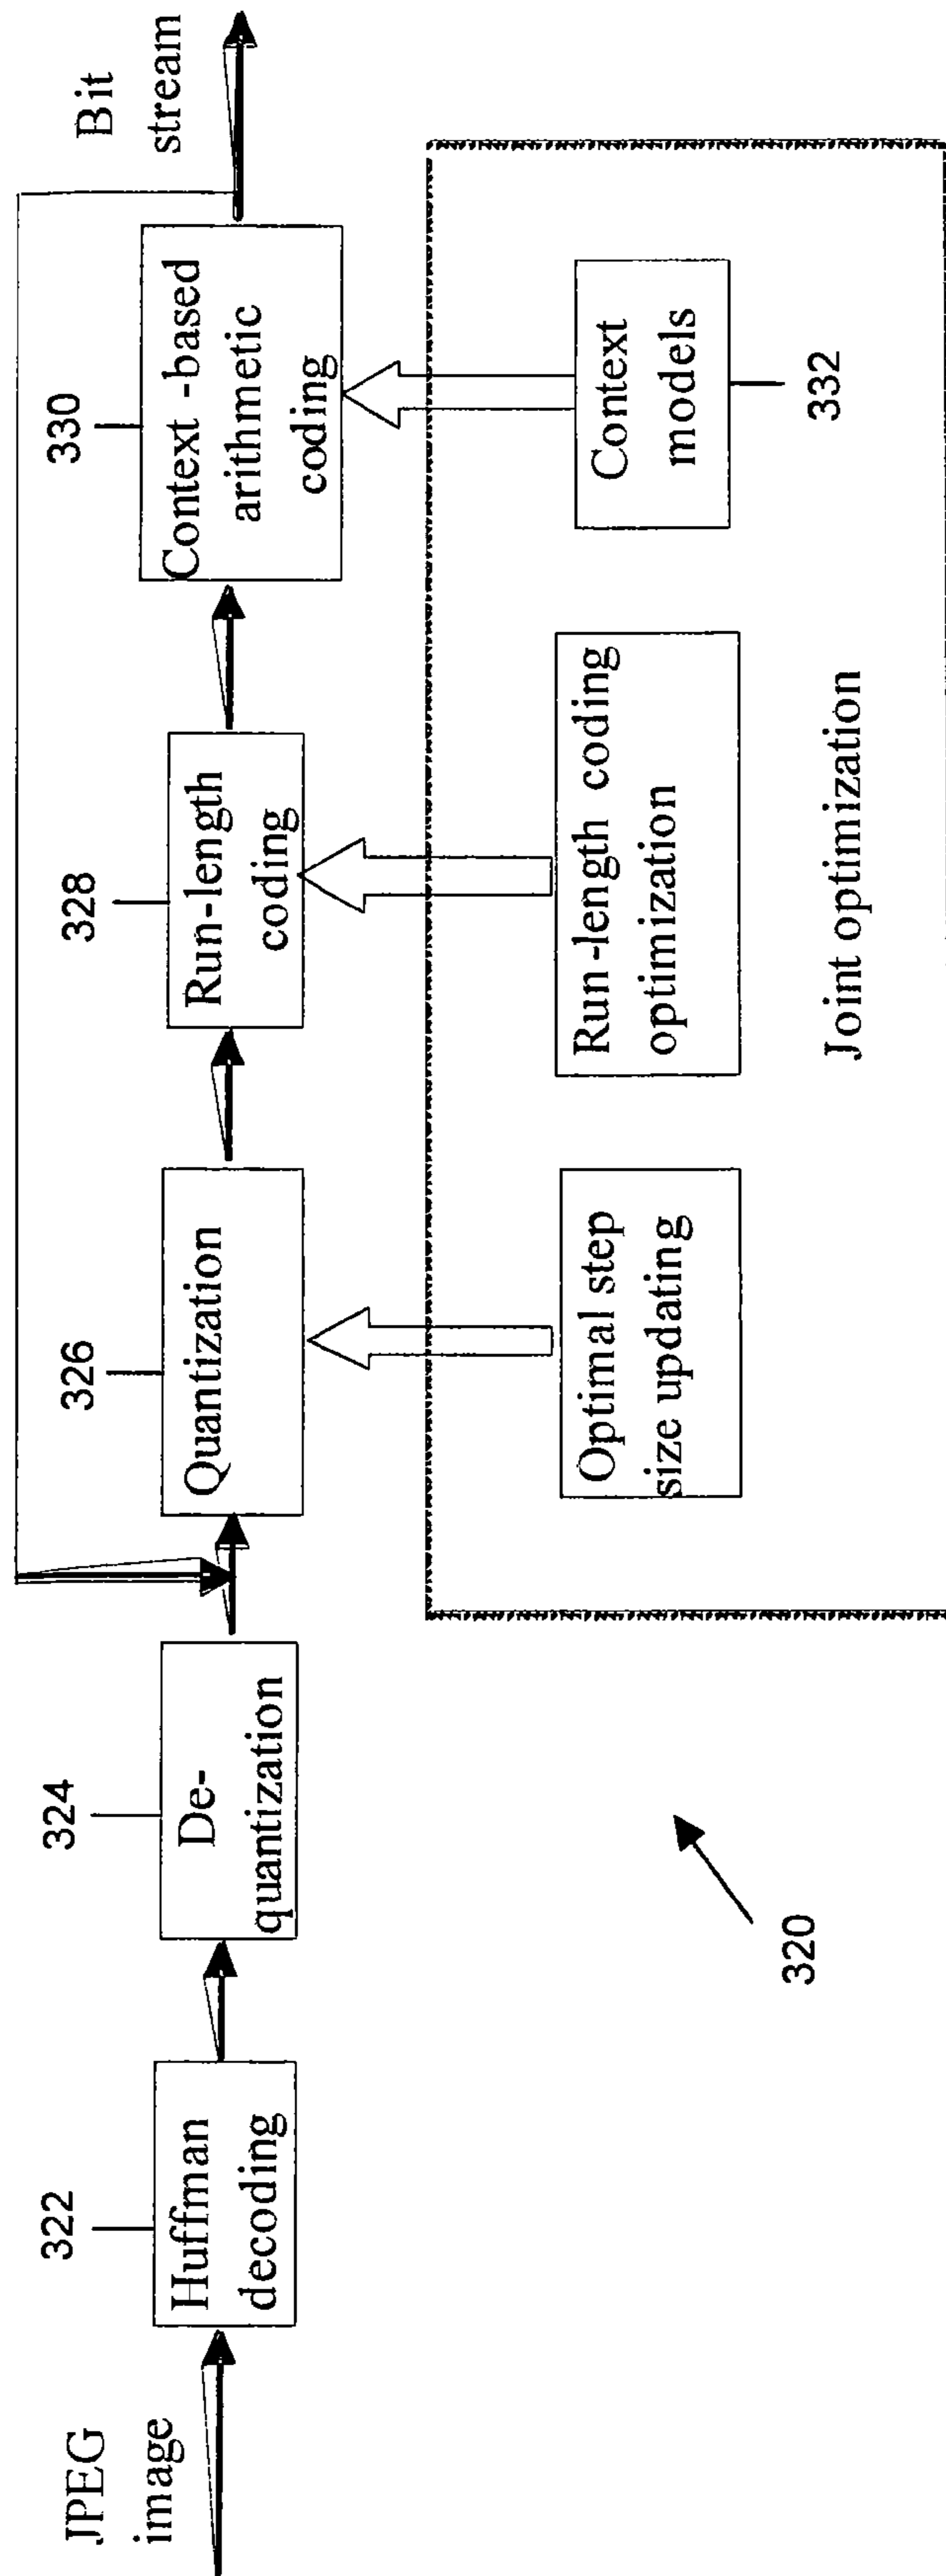 JPEG
image
322
Huffman
decoding
324
De-
quantization
326
Quantization
328
Run-length
coding
330
Context -based
arithmetic
coding
Bit
stream
Optimal step
size updating
Run-length coding
optimization
Context
models
332
Joint optimization
320